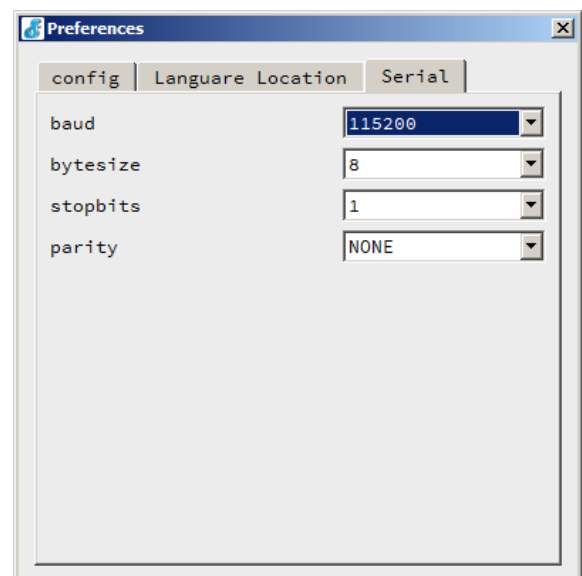 Preferences
config Languare Location Serial
baud 115200
bytesize 8
stopbits 1
parity NONE